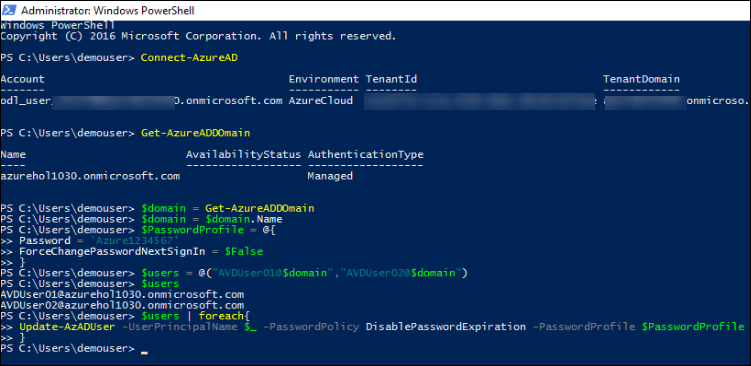 Administrator: Windows PowerShell
Windows PowerShell
Copyright (C) 2016 Microsoft Corporation. All rights reserved.
PS C:\Users\demouser> Connect-AzureAD
Account Environment TenantId TenantDomain
------- ----------- -------- ------------
odl_user 0.onmicrosoft.com AzureCloud onmicroso.
PS C:\Users\demouser> Get-AzureADDOmain
Name AvailabilityStatus AuthenticationType
---- ------------------ ------------------
azurehol1030.onmicrosoft.com Managed
PS C:\Users\demouser> $domain = Get-AzureADDOmain
PS C:\Users\demouser> $domain = $domain.Name
PS C:\Users\demouser> $PasswordProfile = @{
>> Password = 'Azure1234567'
>> ForceChangePasswordNextSignIn = $False
>> }
PS C:\Users\demouser> $users = @("AVDUser01@$domain","AVDUser02@$domain")
PS C:\Users\demouser> $users
AVDUser01@azurehol1030.onmicrosoft.com
AVDUser02@azurehol1030.onmicrosoft.com
PS C:\Users\demouser> $users | foreach{
>> Update-AzADUser -UserPrincipalName $_ -PasswordPolicy DisablePasswordExpiration -PasswordProfile $PasswordProfile
>> }
PS C:\Users\demouser> _